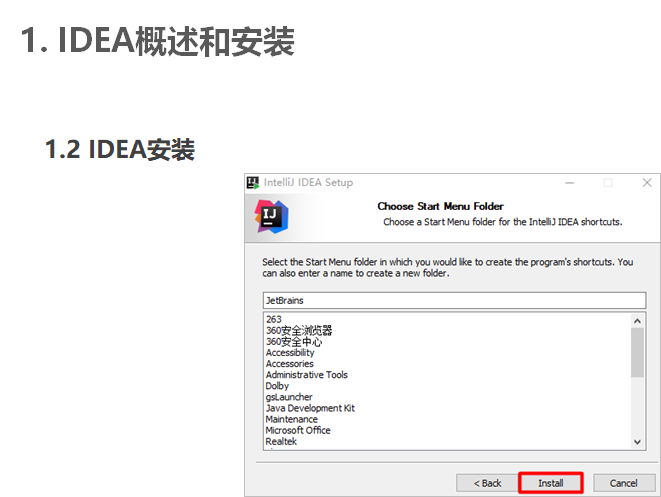 1. IDEA概述和安装
1.2 IDEA安装
IntelliJ IDEA Setup
IJ
Choose Start Menu Folder
Choose a Start Menu folder for the IntelliJ IDEA shortcuts.
Select the Start Menu folder in which you would like to create the program's shortcuts. You
can also enter a name to create a new folder.
JetBrains
263
360安全浏览器
360安全中心
Accessibility
Accessories
Administrative Tools
Dolby
gsLauncher
Java Development Kit
Maintenance
Microsoft Office
Realtek
< Back Install Cancel